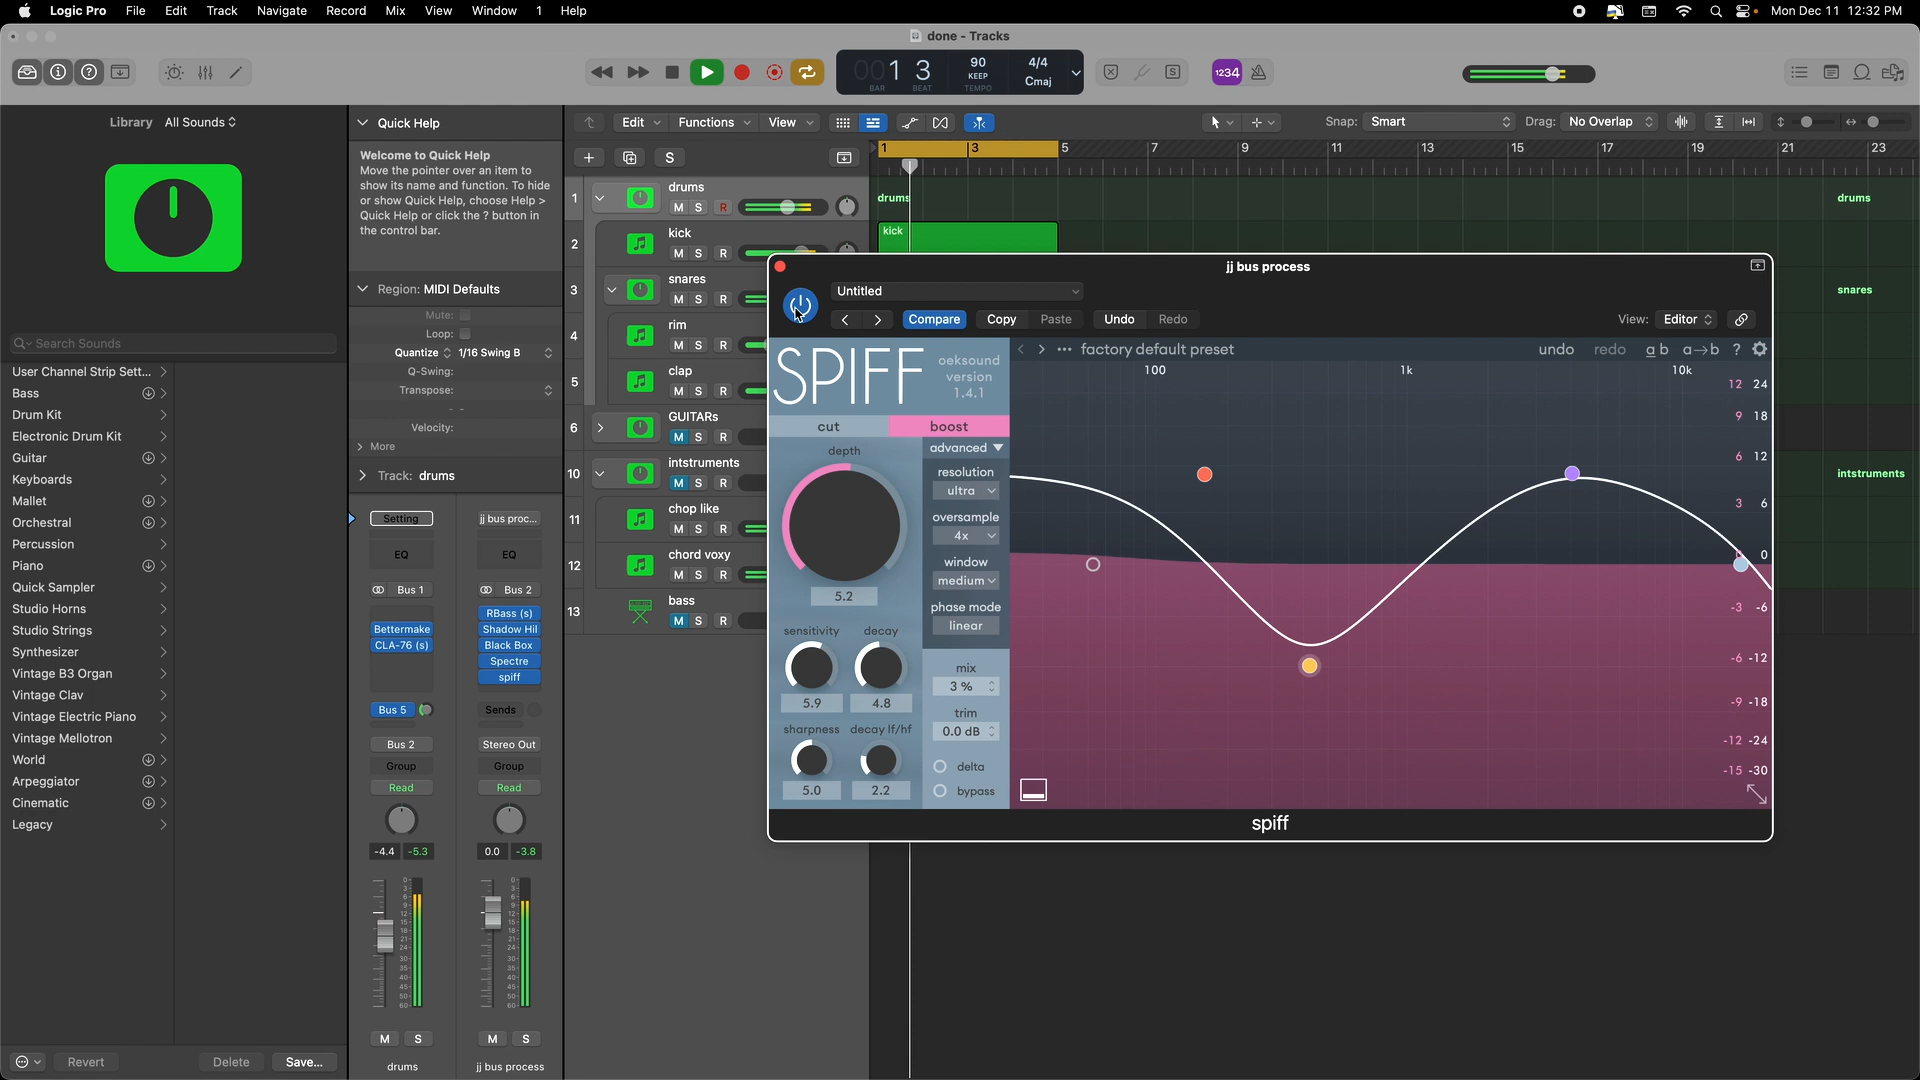 Logic Pro File Edit Track Navigate Record Mix View Window 1 Help Mon Dec 11 12:32 PM
done - Tracks
001 3 90 4/4
KEEP Cmaj
BAR BEAT TEMPO
1234
Library All Sounds
Search Sounds
User Channel Strip Sett...
Bass
Drum Kit
Electronic Drum Kit
Guitar
Keyboards
Mallet
Orchestral
Percussion
Piano
Quick Sampler
Studio Horns
Studio Strings
Synthesizer
Vintage B3 Organ
Vintage Clav
Vintage Electric Piano
Vintage Mellotron
World
Arpeggiator
Cinematic
Legacy
Revert Delete Save...
Quick Help
Welcome to Quick Help
Move the pointer over an item to
show its name and function. To hide
or show Quick Help, choose Help >
Quick Help or click the ? button in
the control bar.
Region: MIDI Defaults
Mute:
Loop:
Quantize 1/16 Swing B
Q-Swing:
Transpose:
Velocity:
More
Track: drums
Setting jj bus proc...
EQ EQ
Bus 1 Bus 2
RBass (s)
Bettermake Shadow Hil
CLA-76 (s) Black Box
Spectre
spiff
Bus 5 Sends
Bus 2 Stereo Out
Group Group
Read Read
-4.4 -5.3 0.0 -3.8
M S M S
drums jj bus process
Edit Functions View Snap: Smart Drag: No Overlap
S
1 3 5 7 9 11 13 15 17 19 21 23
1 drums
M S R
2 kick
M S R
3 snares
M S R
4 rim
M S R
5 clap
M S R
6 GUITARs
M S R
10 intstruments
M S R
11 chop like
M S R
12 chord voxy
M S R
13 bass
M S R
drums drums
kick
snares
intstruments
jj bus process
Untitled
Compare Copy Paste Undo Redo View: Editor
SPIFF
oeksound
version
1.4.1
factory default preset undo redo a b a→b ?
cut boost
depth
5.2
sensitivity decay
5.9 4.8
sharpness decay lf/hf
5.0 2.2
advanced
resolution
ultra
oversample
4x
window
medium
phase mode
linear
mix
3 %
trim
0.0 dB
delta
bypass
100 1k 10k
12 24
9 18
6 12
3 6
0
-3 -6
-6 -12
-9 -18
-12 -24
-15 -30
spiff